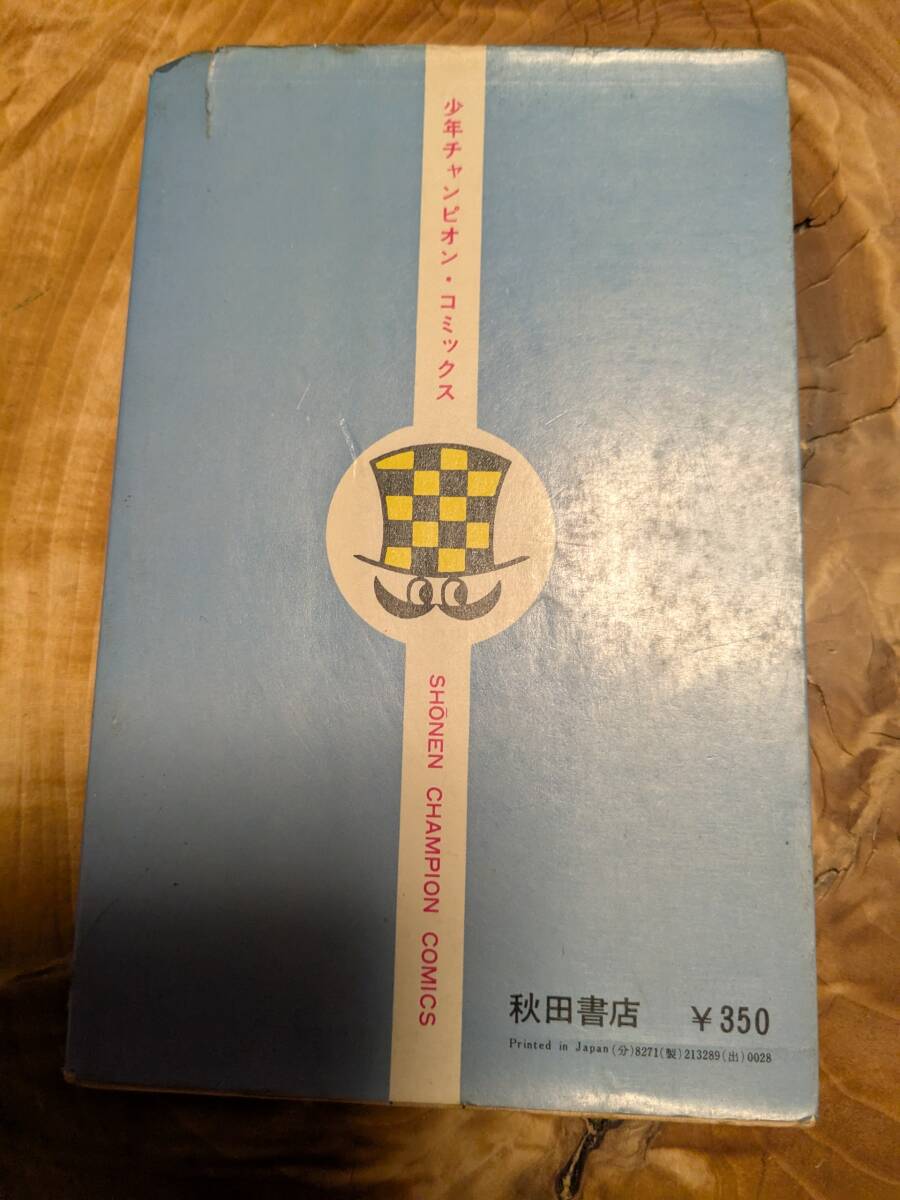 少年チャンピオン・コミックス
SHŌNEN CHAMPION COMICS
秋田書店 ¥350
Printed in Japan(分)8271(製)213289(出)0028